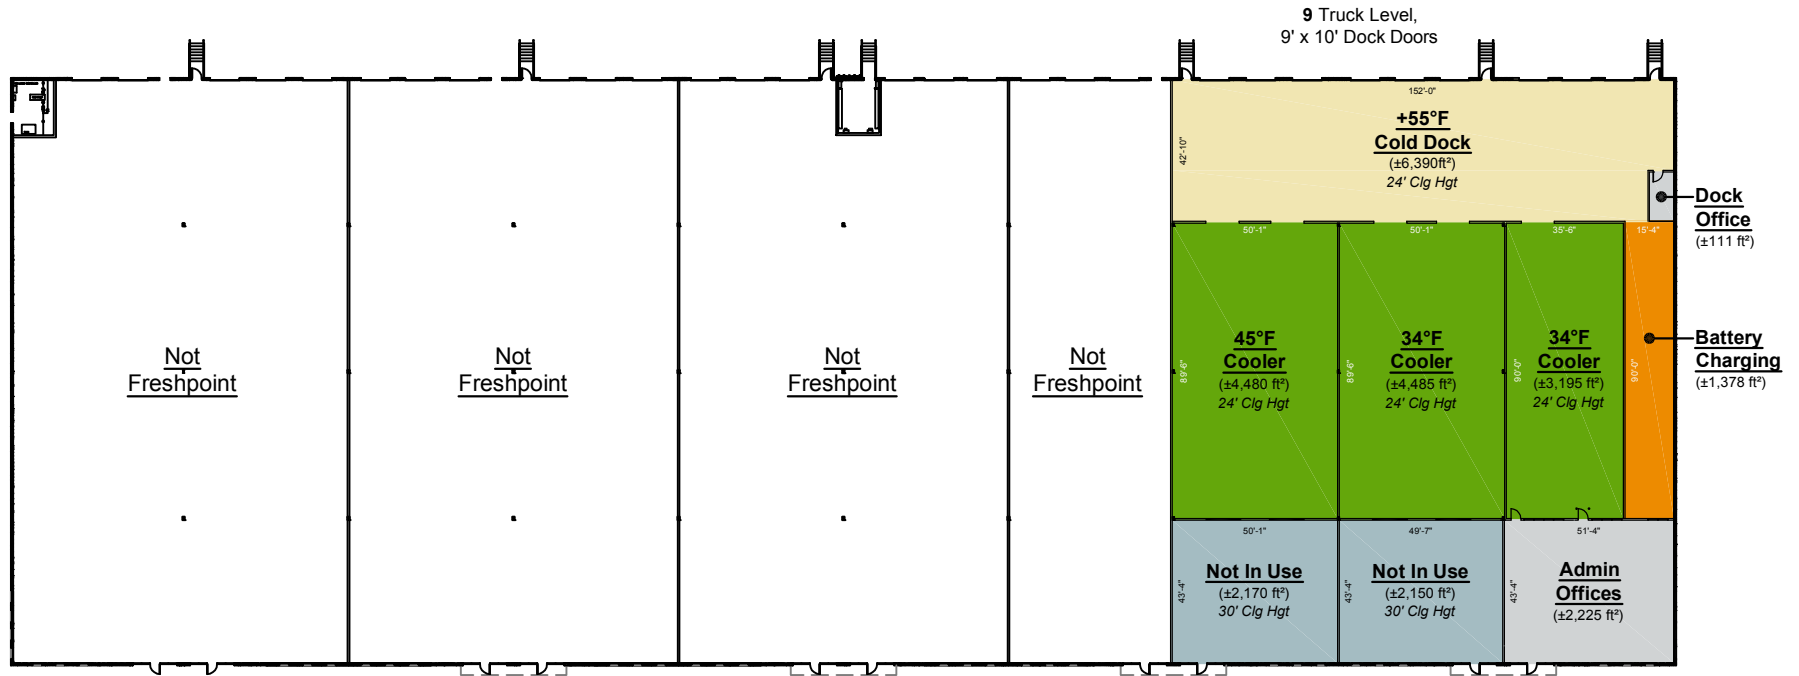 9 Truck Level,
9' x 10' Dock Doors
152'-0"
42'-10"
+55°F
Cold Dock
(±6,390ft²)
24' Clg Hgt
Dock
Office
(±111 ft²)
50'-1"
50'-1"
35'-6"
15'-4"
Not
Freshpoint
Not
Freshpoint
Not
Freshpoint
Not
Freshpoint
89'-6"
45°F
Cooler
(±4,480 ft²)
24' Clg Hgt
89'-6"
34°F
Cooler
(±4,485 ft²)
24' Clg Hgt
90'-0"
34°F
Cooler
(±3,195 ft²)
24' Clg Hgt
90'-0"
Battery
Charging
(±1,378 ft²)
50'-1"
49'-7"
51'-4"
43'-4"
Not In Use
(±2,170 ft²)
30' Clg Hgt
43'-4"
Not In Use
(±2,150 ft²)
30' Clg Hgt
43'-4"
Admin
Offices
(±2,225 ft²)